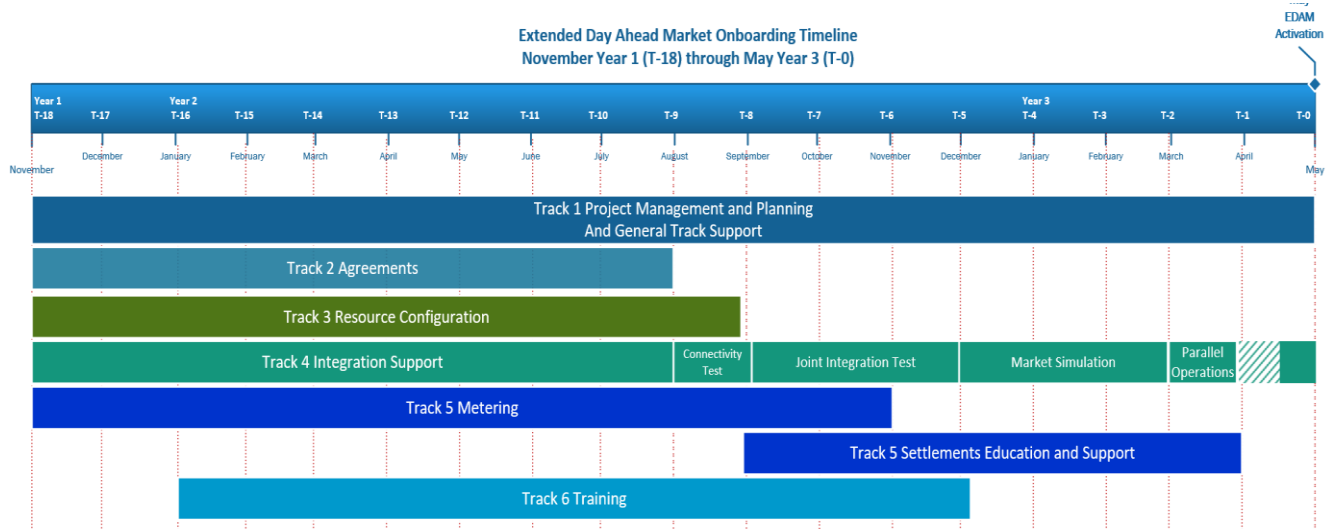 EDAM
Activation
Extended Day Ahead Market Onboarding Timeline
November Year 1 (T-18) through May Year 3 (T-0)
Year 1
Year 2
Year 3
T-18
T-17
T-16
T-15
T-14
T-13
T-12
T-11
T-10
T-9
T-8
T-7
T-6
T-5
T-4
T-3
T-2
T-1
T-0
November
December
January
February
March
April
May
June
July
August
September
October
November
December
January
February
March
April
May
Track 1 Project Management and Planning
And General Track Support
Track 2 Agreements
Track 3 Resource Configuration
Track 4 Integration Support
Connectivity
Test
Joint Integration Test
Market Simulation
Parallel
Operations
Track 5 Metering
Track 5 Settlements Education and Support
Track 6 Training